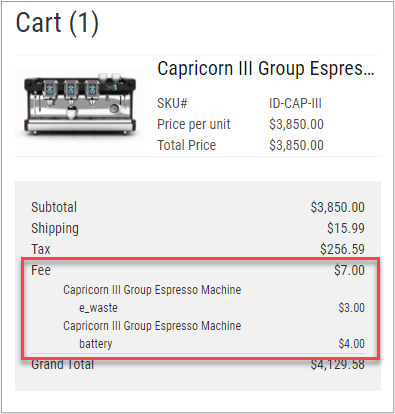 Cart (1)
Capricorn III Group Espres...
SKU# ID-CAP-III
Price per unit $3,850.00
Total Price $3,850.00
Subtotal $3,850.00
Shipping $15.99
Tax $256.59
Fee $7.00
Capricorn III Group Espresso Machine
e_waste $3.00
Capricorn III Group Espresso Machine
battery $4.00
Grand Total $4,129.58